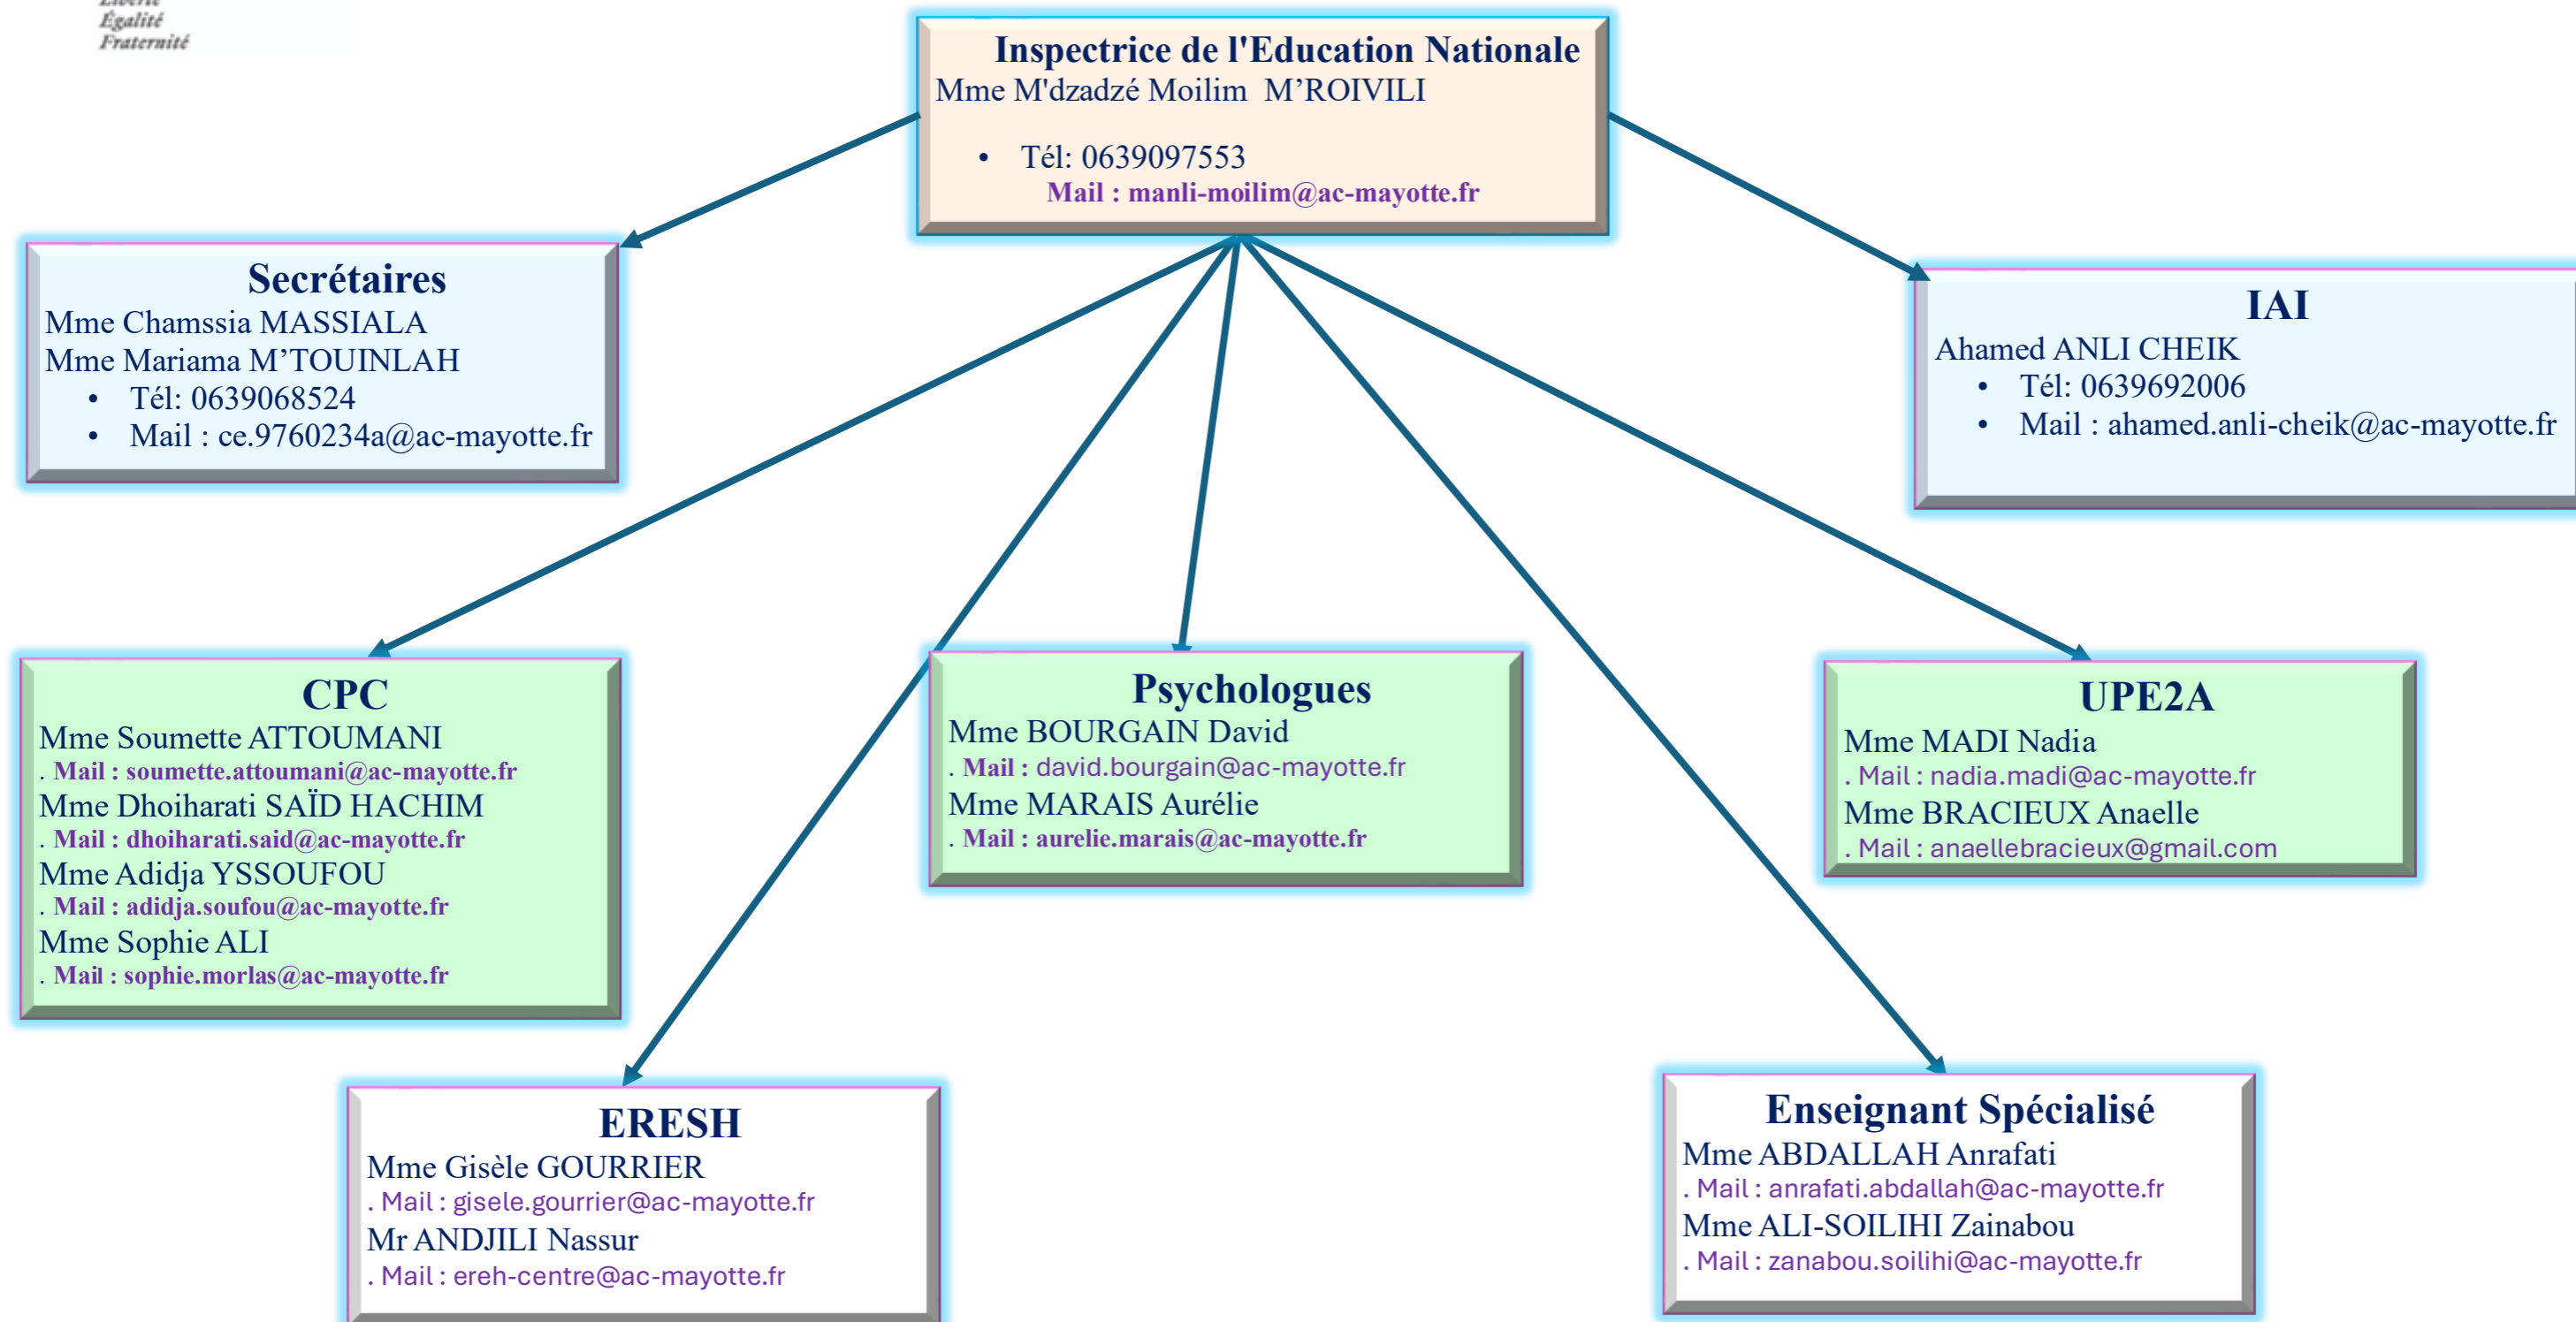 Liberté
Égalité
Fraternité
Inspectrice de l'Education Nationale
Mme M'dzadzé Moilim M’ROIVILI
• Tél: 0639097553
Mail : manli-moilim@ac-mayotte.fr
Secrétaires
Mme Chamssia MASSIALA
Mme Mariama M’TOUINLAH
• Tél: 0639068524
• Mail : ce.9760234a@ac-mayotte.fr
IAI
Ahamed ANLI CHEIK
• Tél: 0639692006
• Mail : ahamed.anli-cheik@ac-mayotte.fr
CPC
Mme Soumette ATTOUMANI
. Mail : soumette.attoumani@ac-mayotte.fr
Mme Dhoiharati SAÏD HACHIM
. Mail : dhoiharati.said@ac-mayotte.fr
Mme Adidja YSSOUFOU
. Mail : adidja.soufou@ac-mayotte.fr
Mme Sophie ALI
. Mail : sophie.morlas@ac-mayotte.fr
Psychologues
Mme BOURGAIN David
. Mail : david.bourgain@ac-mayotte.fr
Mme MARAIS Aurélie
. Mail : aurelie.marais@ac-mayotte.fr
UPE2A
Mme MADI Nadia
. Mail : nadia.madi@ac-mayotte.fr
Mme BRACIEUX Anaelle
. Mail : anaellebracieux@gmail.com
ERESH
Mme Gisèle GOURRIER
. Mail : gisele.gourrier@ac-mayotte.fr
Mr ANDJILI Nassur
. Mail : ereh-centre@ac-mayotte.fr
Enseignant Spécialisé
Mme ABDALLAH Anrafati
. Mail : anrafati.abdallah@ac-mayotte.fr
Mme ALI-SOILIHI Zainabou
. Mail : zanabou.soilihi@ac-mayotte.fr